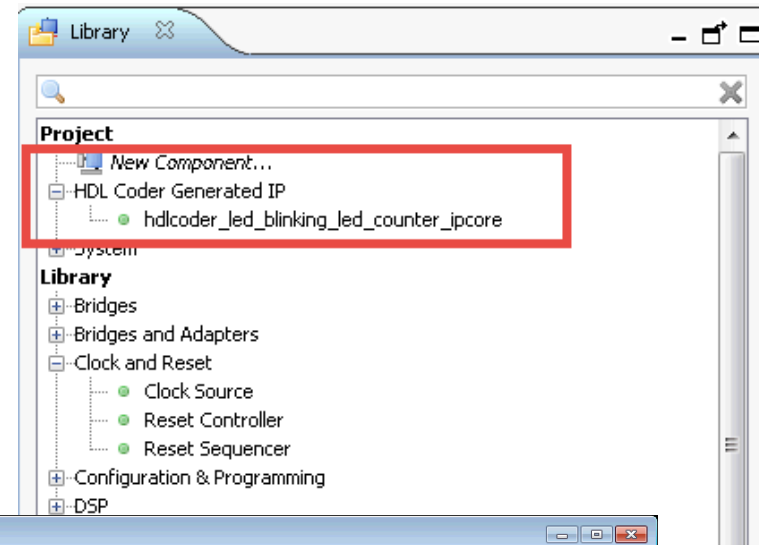 Library
Project
New Component...
HDL Coder Generated IP
hdlcoder_led_blinking_led_counter_ipcore
System
Library
Bridges
Bridges and Adapters
Clock and Reset
Clock Source
Reset Controller
Reset Sequencer
Configuration & Programming
DSP